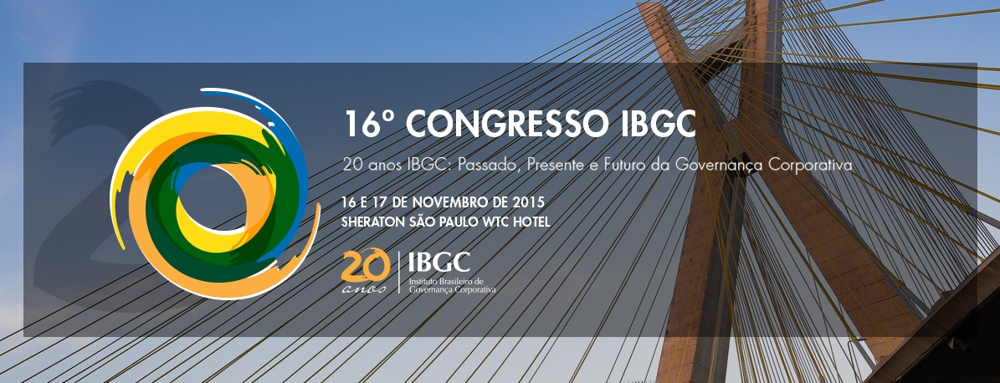 16º CONGRESSO IBGC
20 anos IBGC: Passado, Presente e Futuro da Governança Corporativa
16 E 17 DE NOVEMBRO DE 2015
SHERATON SÃO PAULO WTC HOTEL
20 anos
IBGC
Instituto Brasileiro de
Governança Corporativa